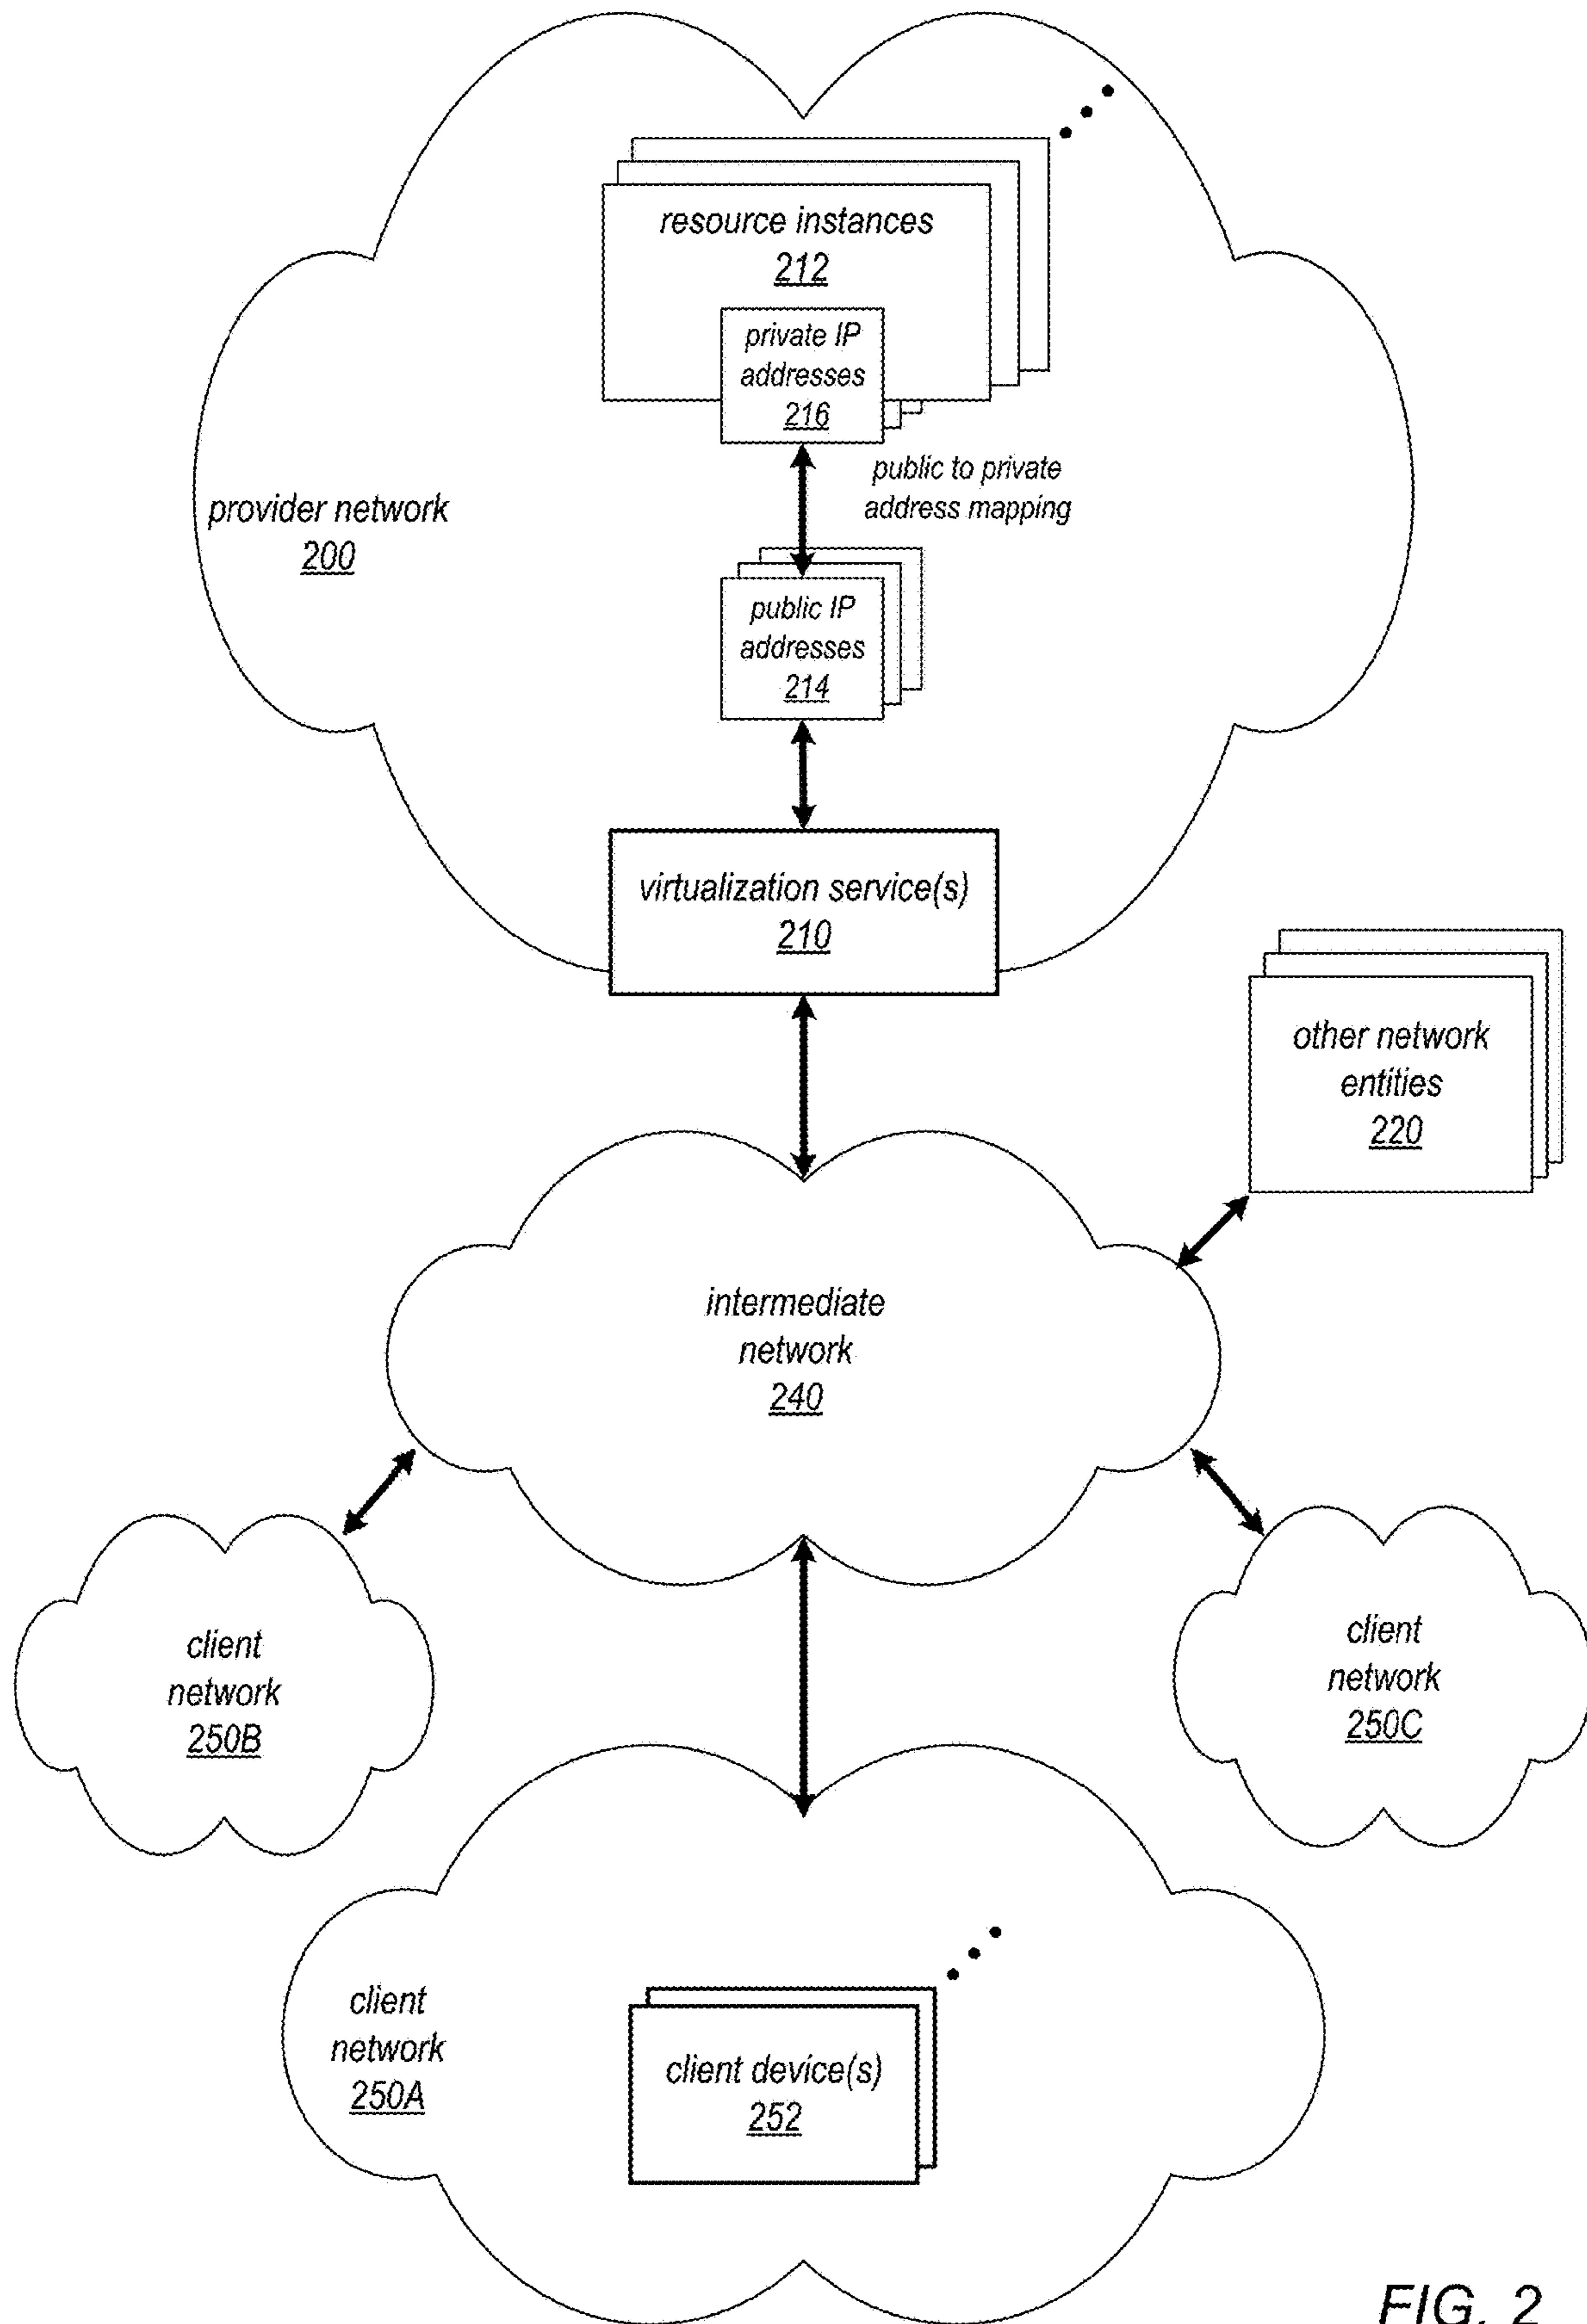 resource instances
212
private IP
addresses
216
public to private
address mapping
provider network
200
public IP
addresses
214
virtualization service(s)
210
other network
entities
220
intermediate
network
240
client
network
250B
client
network
250C
client
network
250A
client device(s)
252
FIG. 2